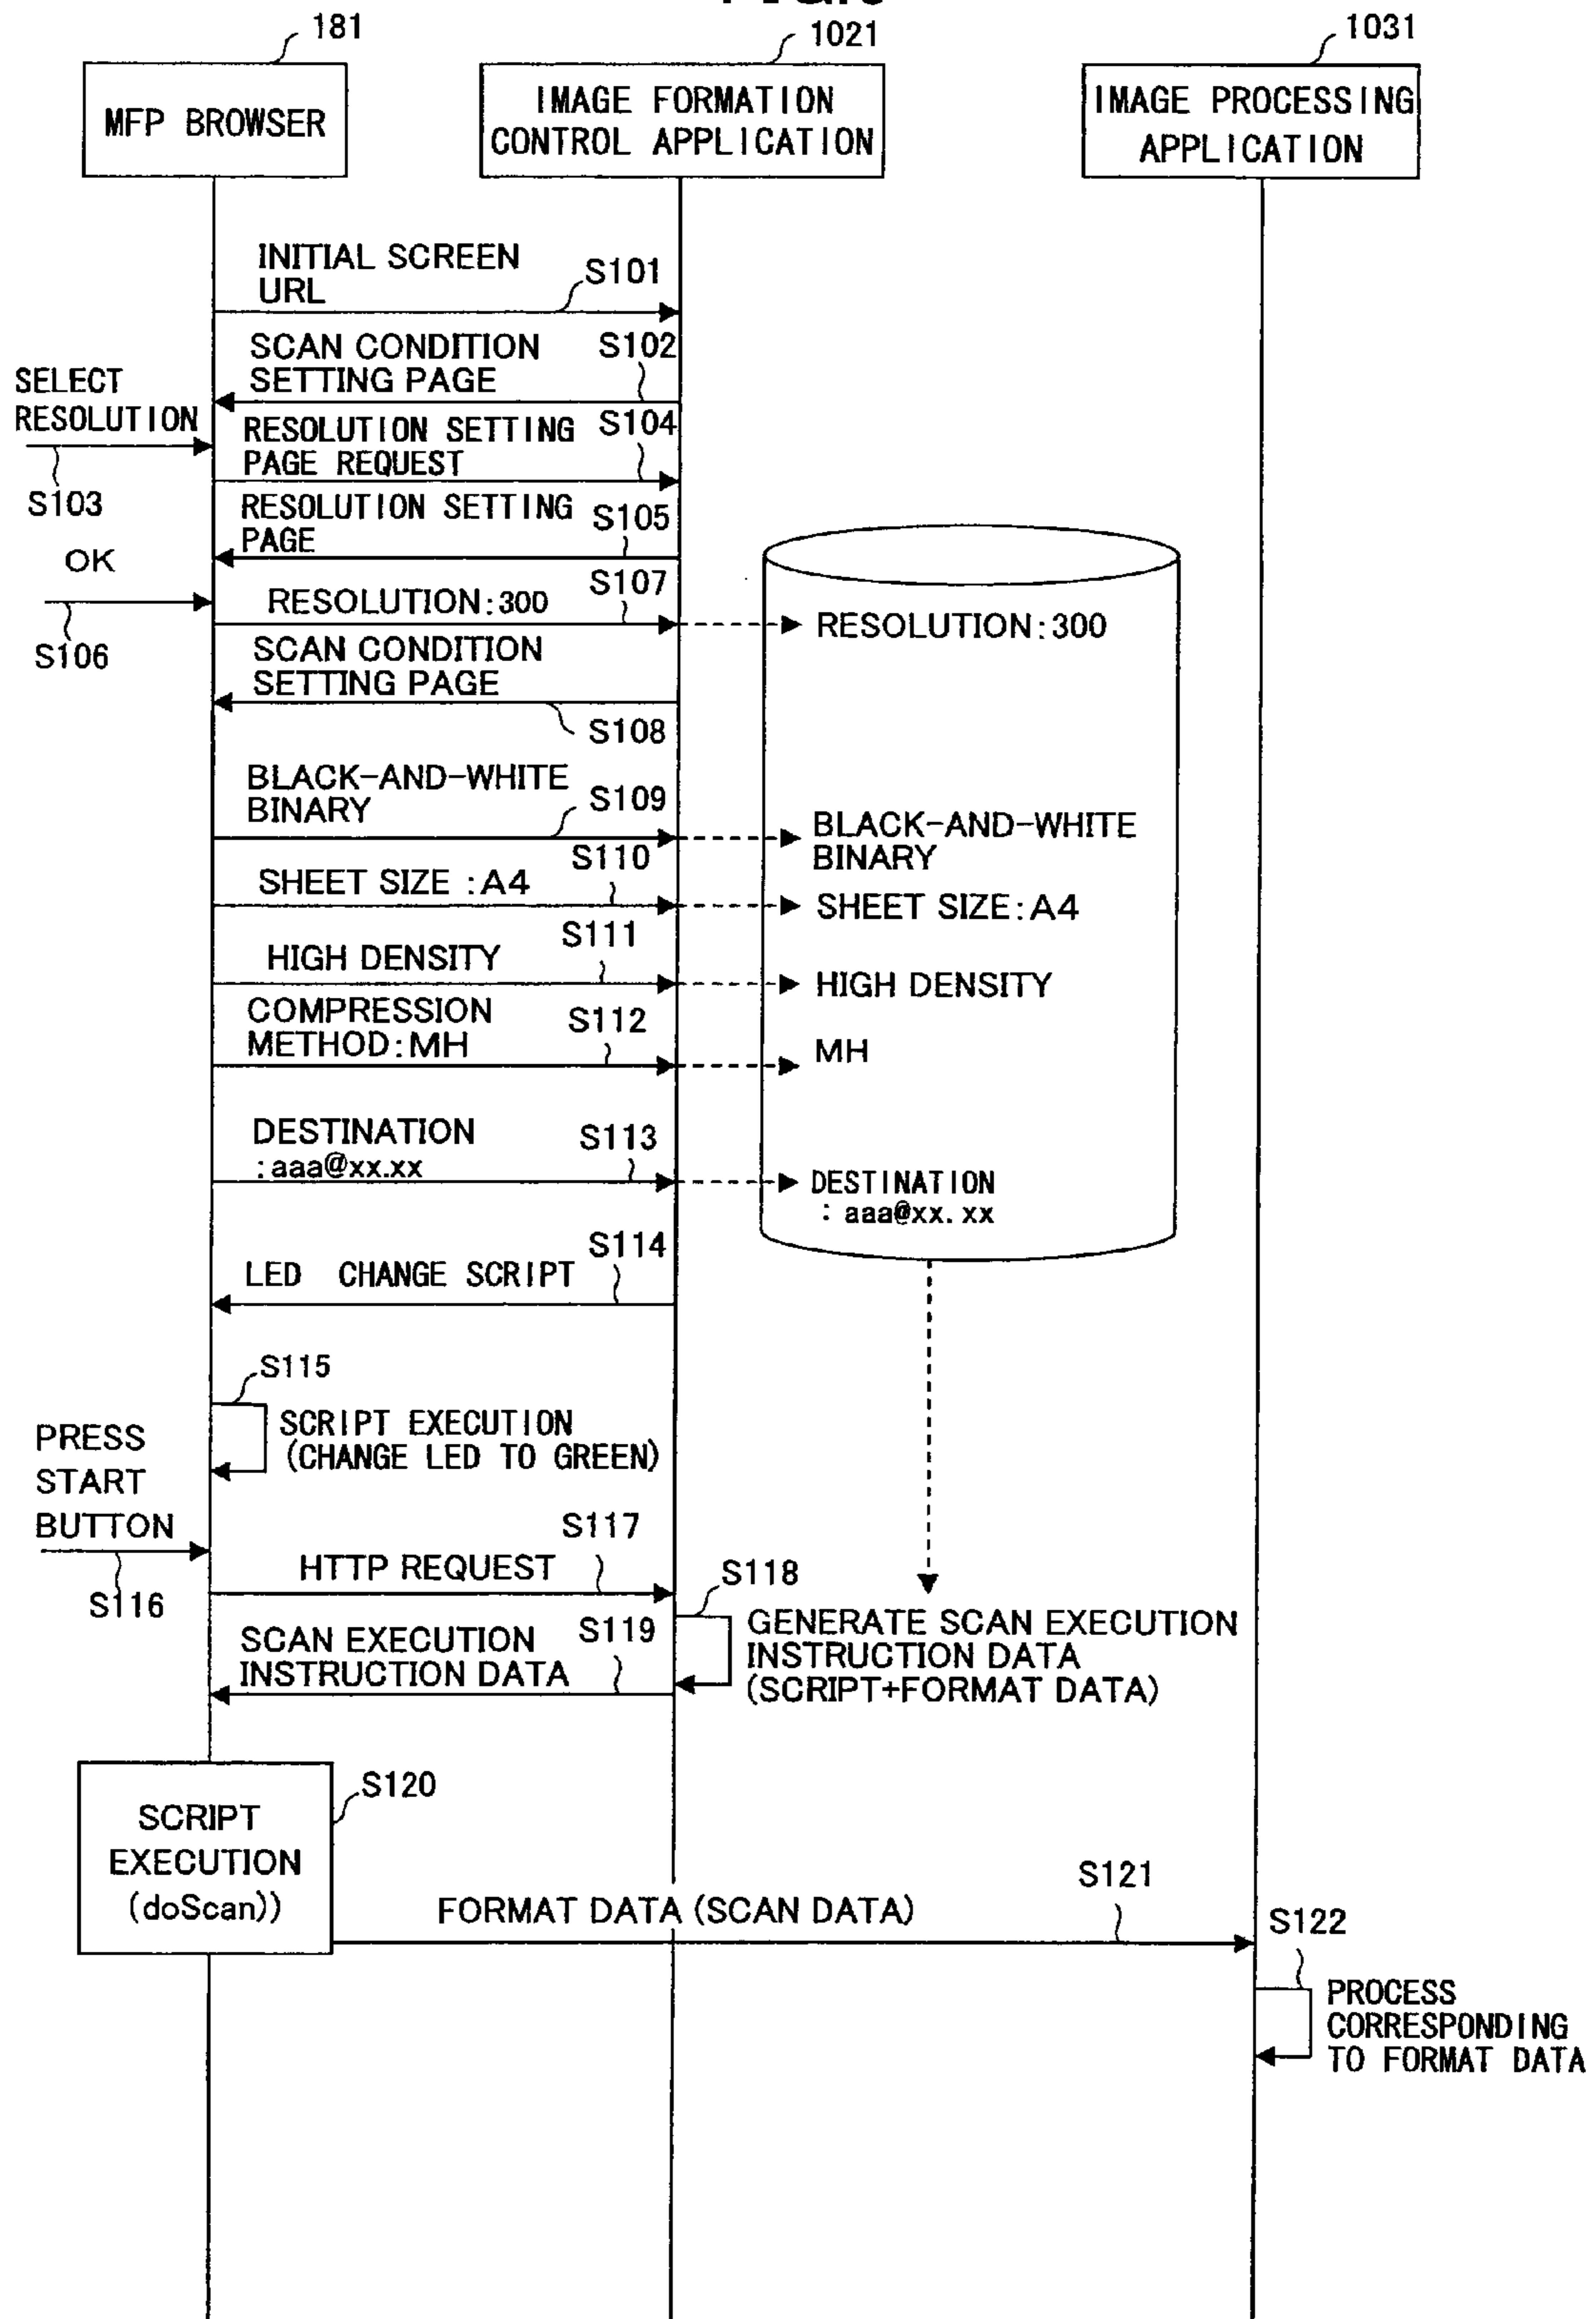 181
1021
1031
MFP BROWSER
IMAGE FORMATION
CONTROL APPLICATION
IMAGE PROCESSING
APPLICATION
INITIAL SCREEN
URL
S101
SCAN CONDITION
SETTING PAGE
S102
SELECT
RESOLUTION
S103
RESOLUTION SETTING
PAGE REQUEST
S104
RESOLUTION SETTING
PAGE
S105
OK
S106
RESOLUTION:300
S107
RESOLUTION:300
SCAN CONDITION
SETTING PAGE
S108
BLACK-AND-WHITE
BINARY
S109
BLACK-AND-WHITE
BINARY
SHEET SIZE :A4
S110
SHEET SIZE:A4
HIGH DENSITY
S111
HIGH DENSITY
COMPRESSION
METHOD:MH
S112
MH
DESTINATION
:aaa@xx.xx
S113
DESTINATION
: aaa@xx. xx
LED CHANGE SCRIPT
S114
S115
SCRIPT EXECUTION
(CHANGE LED TO GREEN)
PRESS
START
BUTTON
S116
HTTP REQUEST
S117
S118
GENERATE SCAN EXECUTION
INSTRUCTION DATA
(SCRIPT+FORMAT DATA)
SCAN EXECUTION
INSTRUCTION DATA
S119
SCRIPT
EXECUTION
(doScan))
S120
FORMAT DATA (SCAN DATA)
S121
S122
PROCESS
CORRESPONDING
TO FORMAT DATA